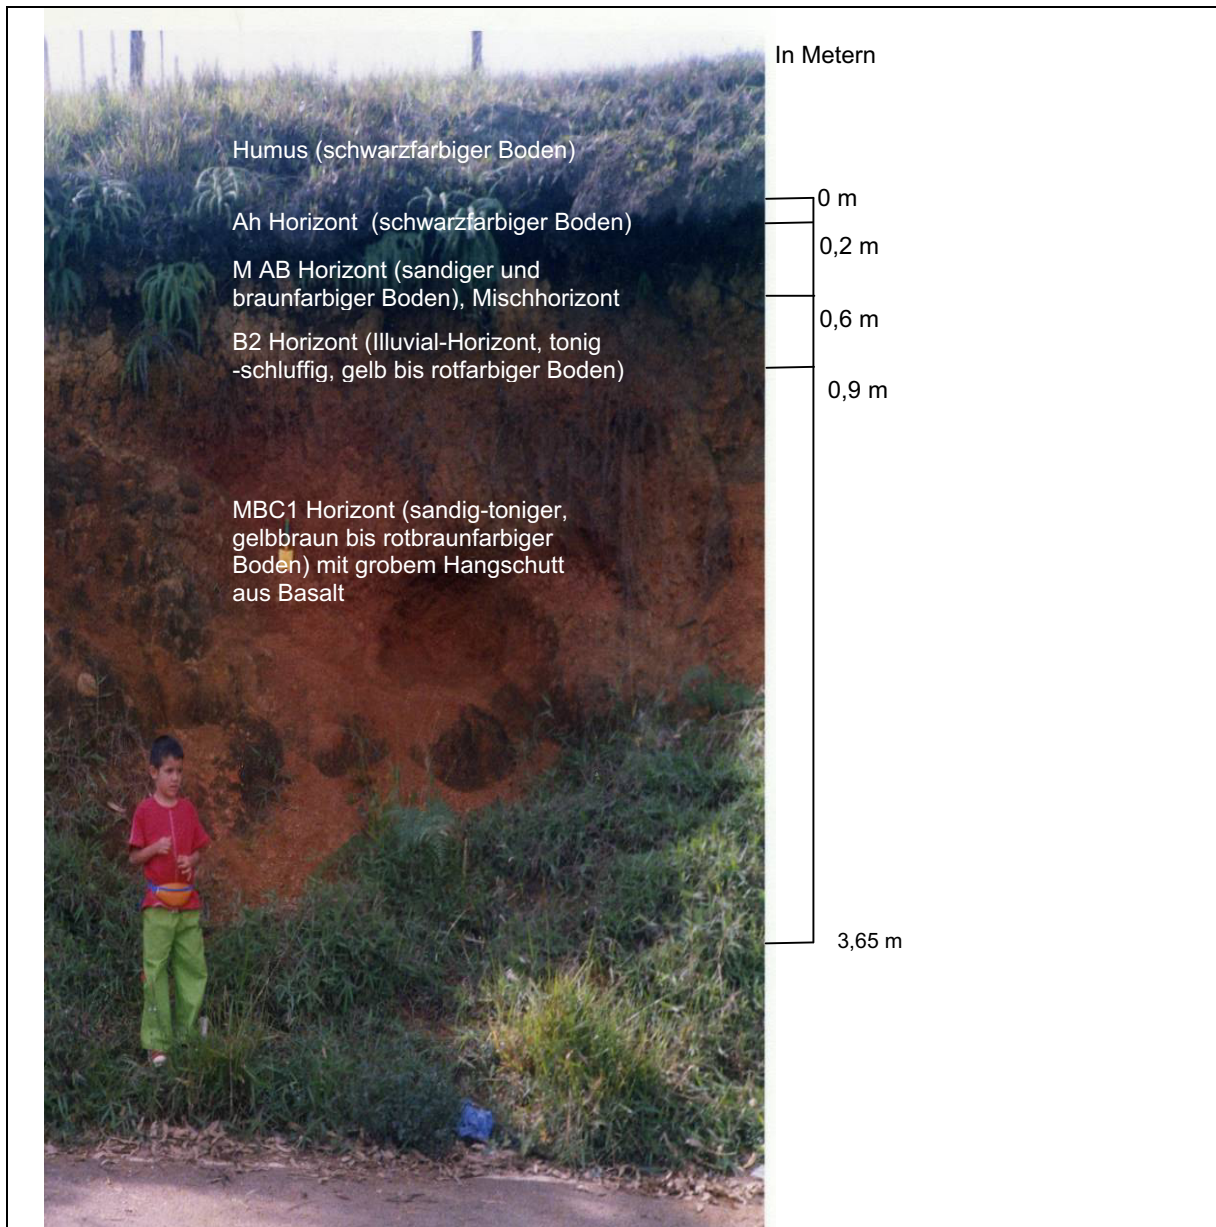 In Metern
Humus (schwarzfarbiger Boden)
0 m
Ah Horizont (schwarzfarbiger Boden)
0,2 m
M AB Horizont (sandiger und
braunfarbiger Boden), Mischhorizont
0,6 m
B2 Horizont (Illuvial-Horizont, tonig
-schluffig, gelb bis rotfarbiger Boden)
0,9 m
MBC1 Horizont (sandig-toniger,
gelbbraun bis rotbraunfarbiger
Boden) mit grobem Hangschutt
aus Basalt
3,65 m